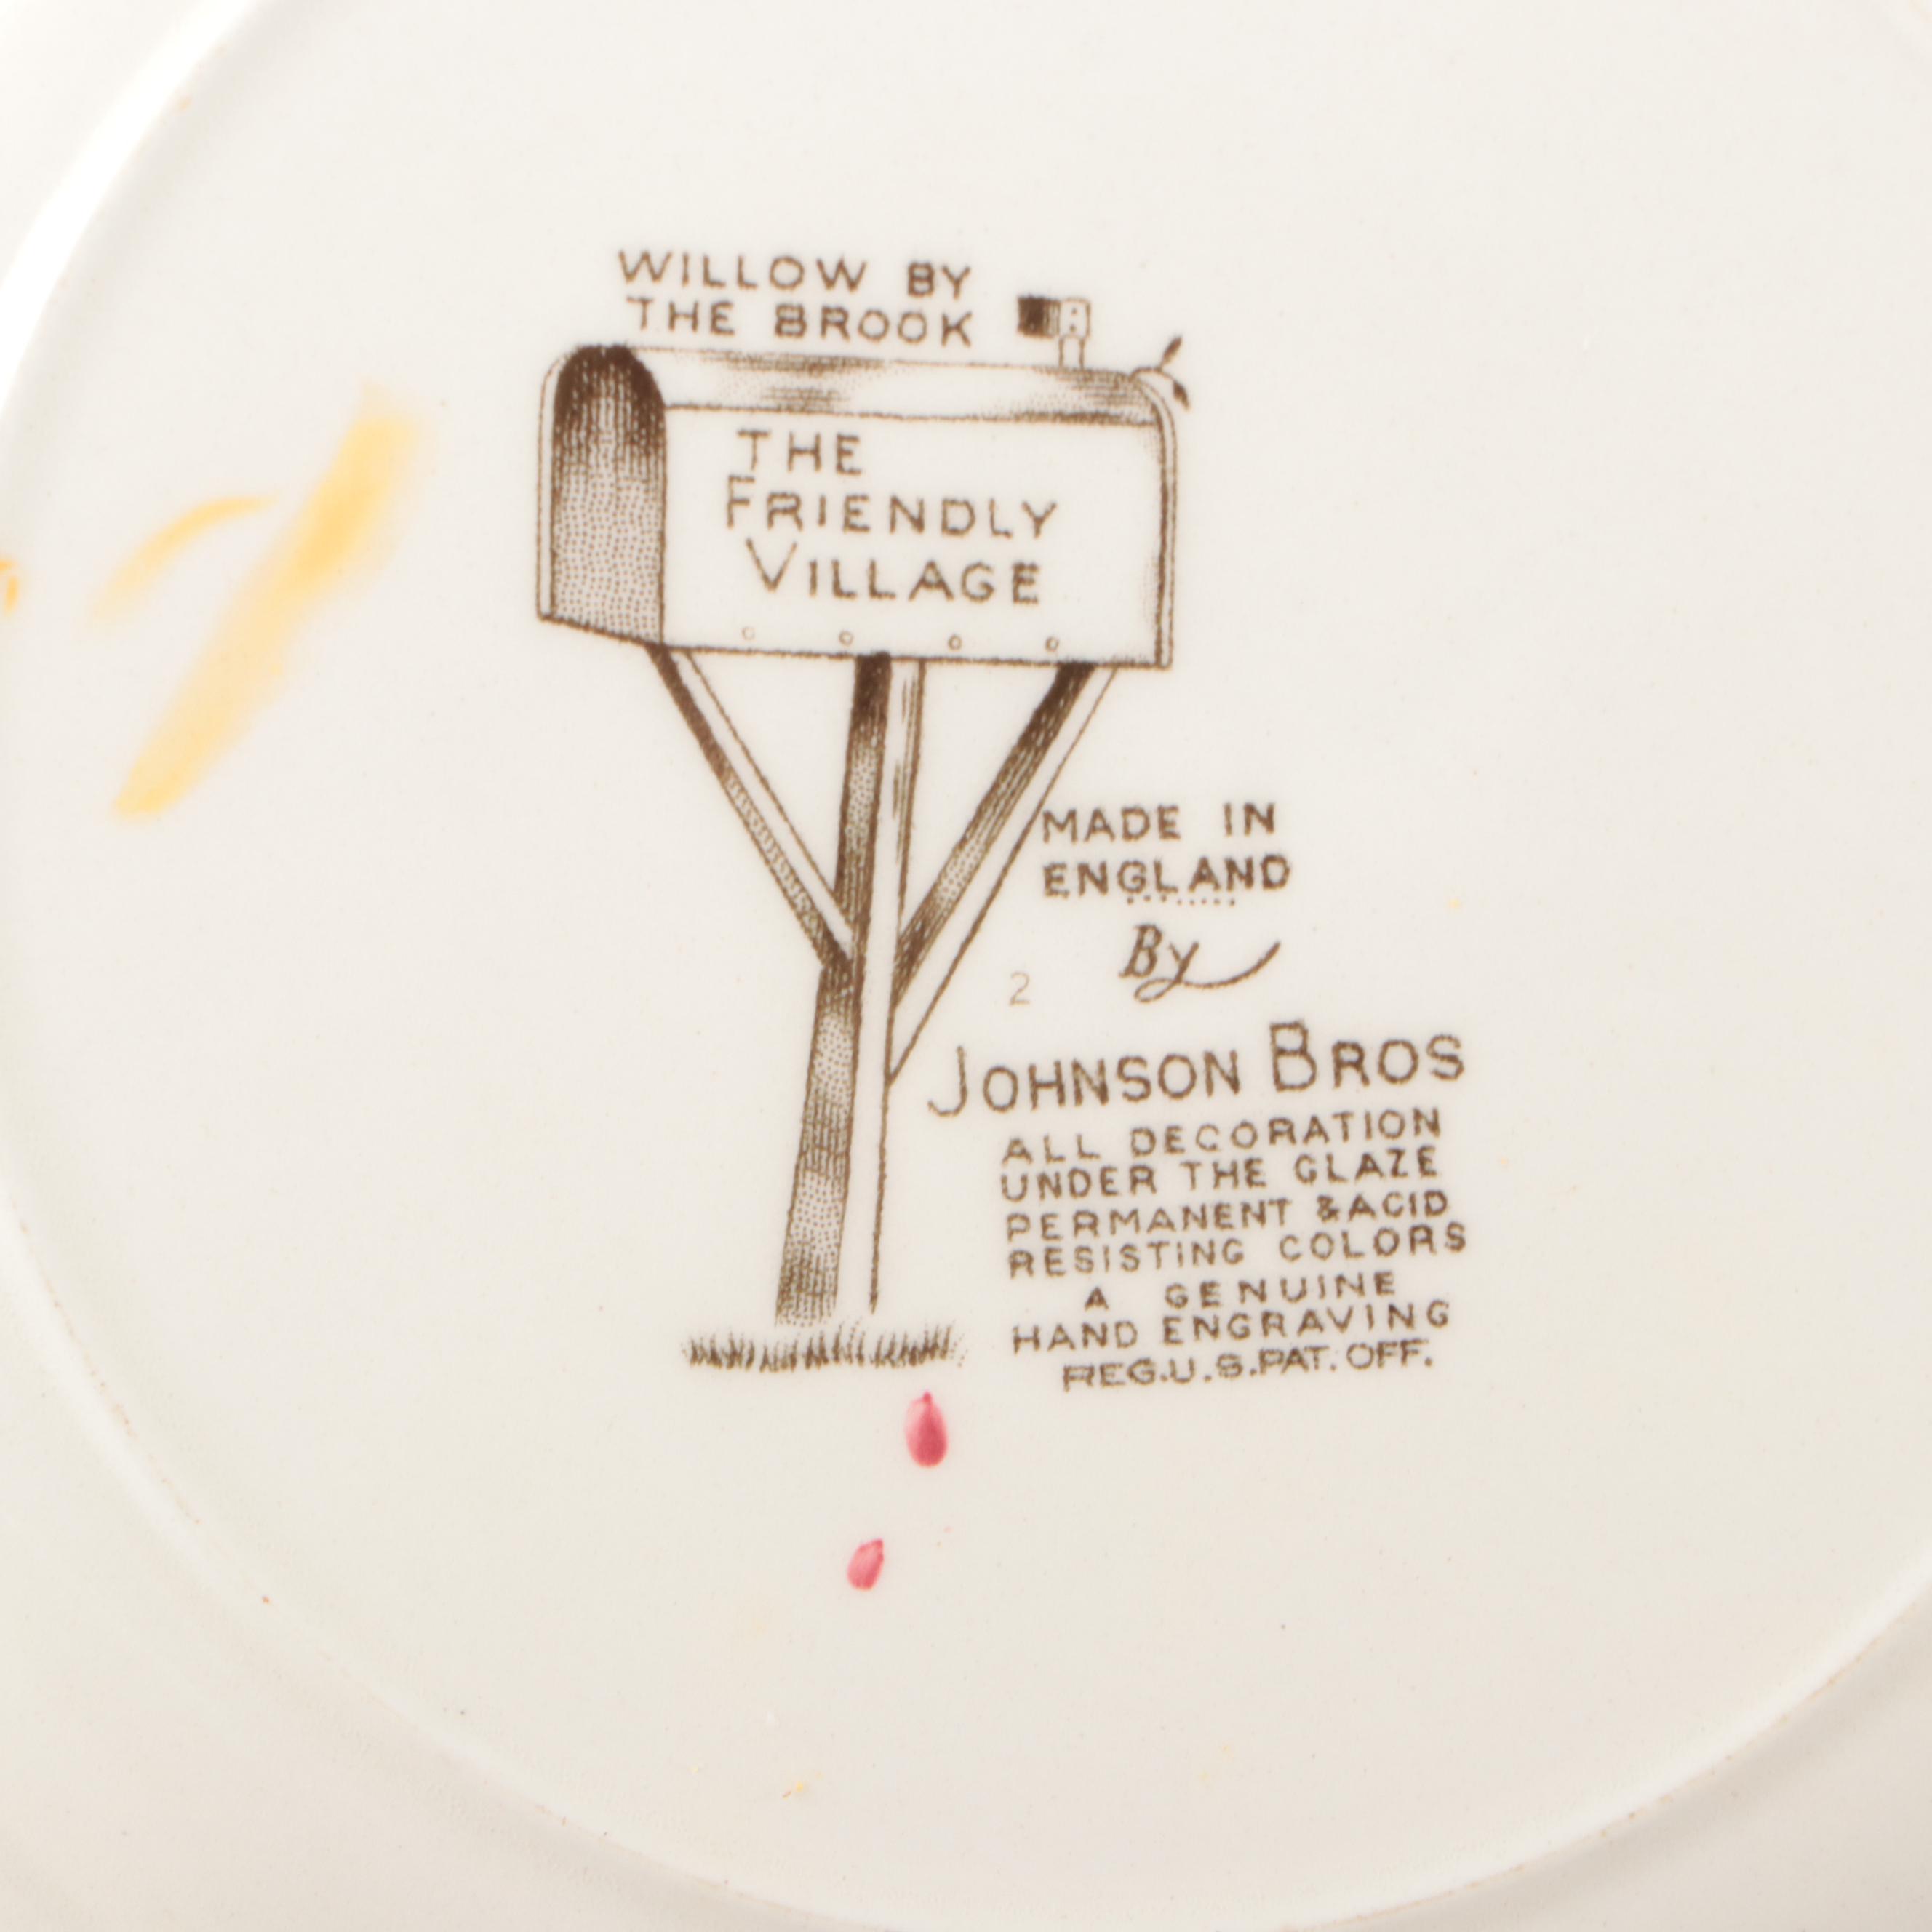 WILLOW BY
THE BROOK
THE
FRIENDLY
VILLAGE
MADE IN
ENGLAND
By
2
JOHNSON BROS
ALL DECORATION
UNDER THE GLAZE
PERMANENT & ACID
RESISTING COLORS
A GENUINE
HAND ENGRAVING
REG.U.S.PAT.OFF.